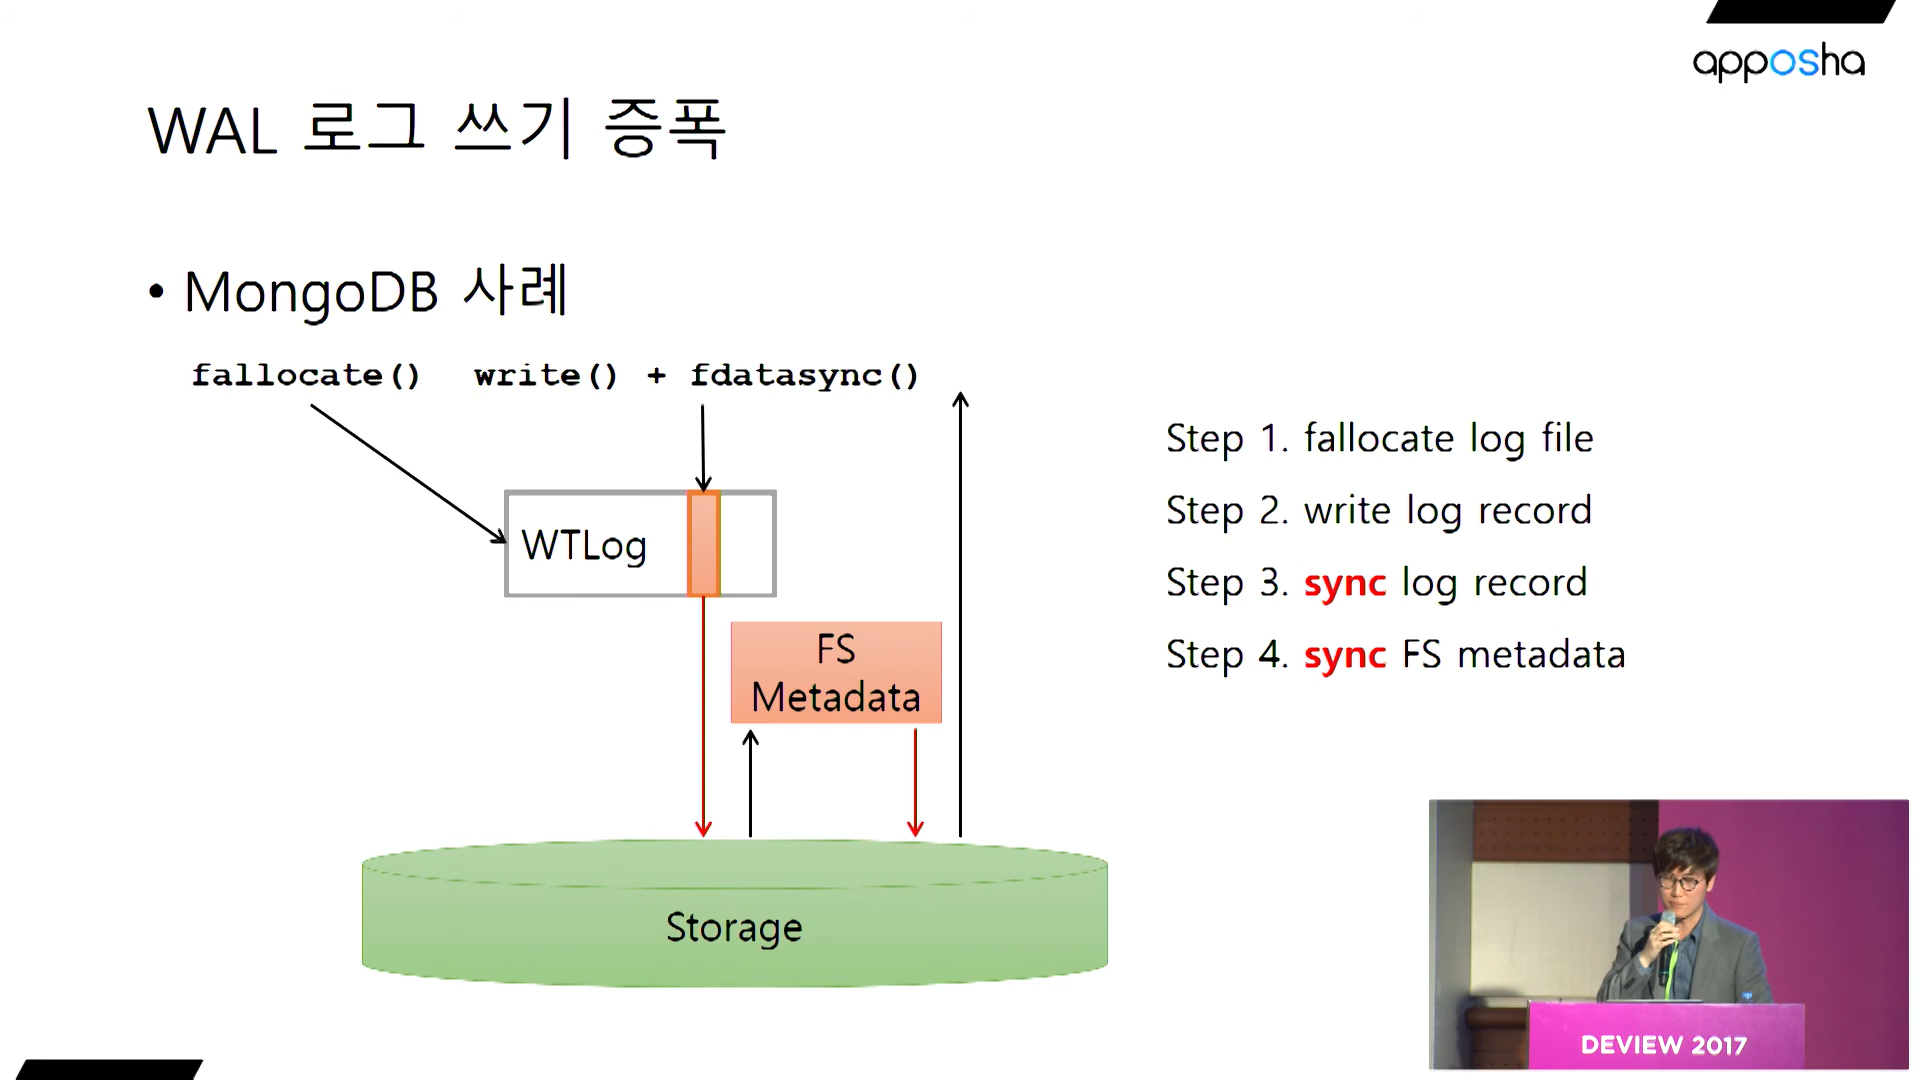 apposha
WAL 로그 쓰기 증폭
• MongoDB 사례
fallocate() write() + fdatasync()
WTLog
FS
Metadata
Storage
Step 1. fallocate log file
Step 2. write log record
Step 3. sync log record
Step 4. sync FS metadata
DEVIEW 2017